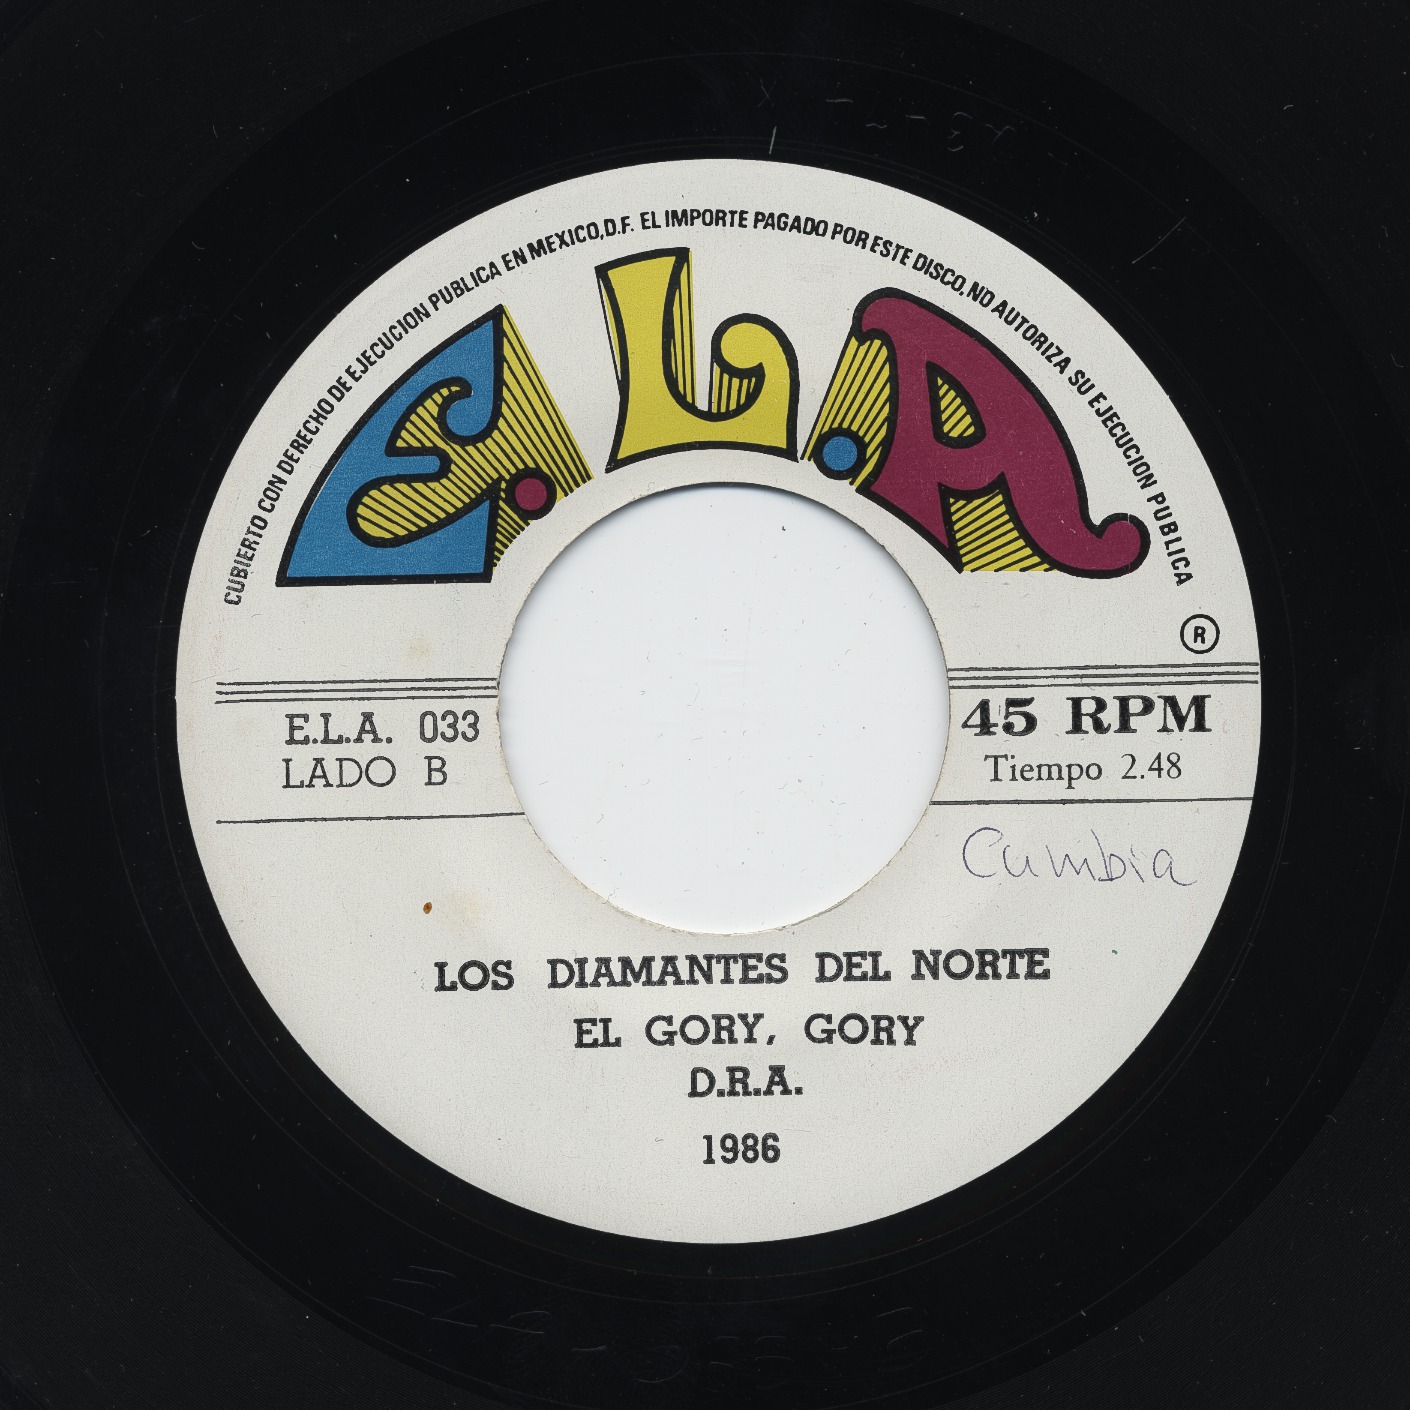 CUBIERTO CON DERECHO DE EJECUCION PUBLICA EN MEXICO, D.F. EL IMPORTE PAGADO POR ESTE DISCO, NO AUTORIZA SU EJECUCION PUBLICA
E.L.A
R
E.L.A. 033
LADO B
45 RPM
Tiempo 2.48
Cumbia
LOS DIAMANTES DEL NORTE
EL GORY, GORY
D.R.A.
1986